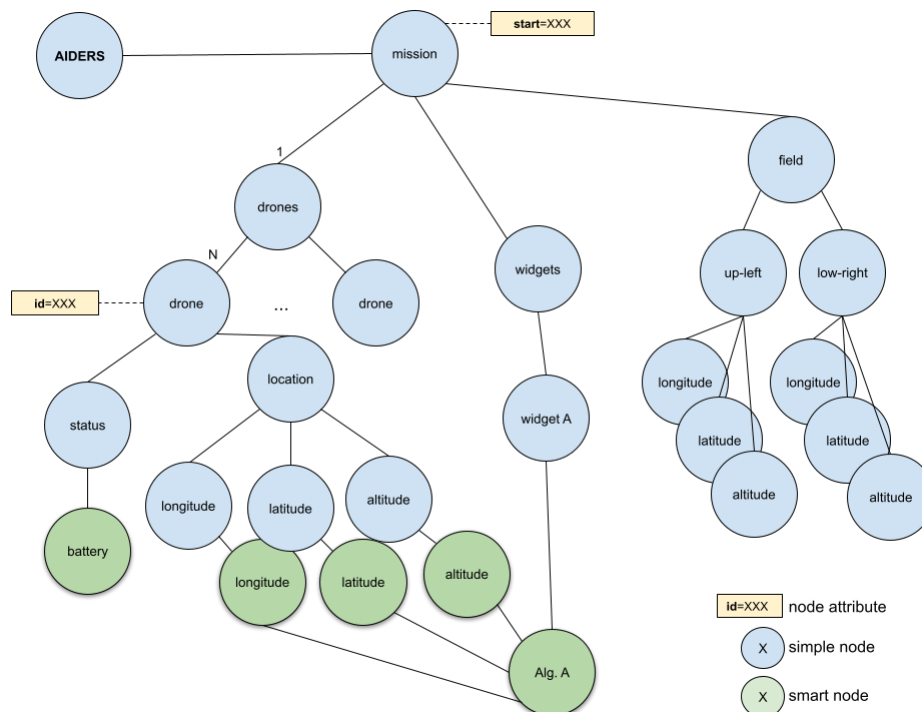 start=XXX
AIDERS
mission
1
field
drones
N
up-left
low-right
widgets
id=XXX
drone
...
drone
location
longitude
longitude
status
widget A
latitude
latitude
longitude
latitude
altitude
altitude
altitude
battery
longitude
latitude
altitude
id=XXX node attribute
X simple node
Alg. A
X smart node